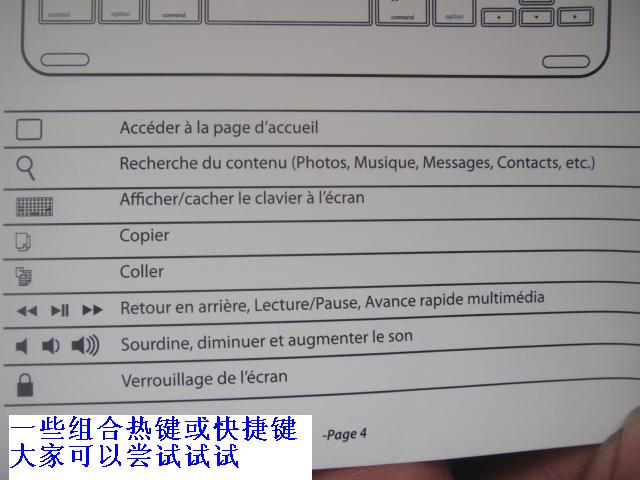 control option command command option
Accéder à la page d'accueil
Recherche du contenu (Photos, Musique, Messages, Contacts, etc.)
Afficher/cacher le clavier à l'écran
Copier
Coller
Retour en arrière, Lecture/Pause, Avance rapide multimédia
Sourdine, diminuer et augmenter le son
Verrouillage de l'écran
-Page 4
一些组合热键或快捷键
大家可以尝试试试